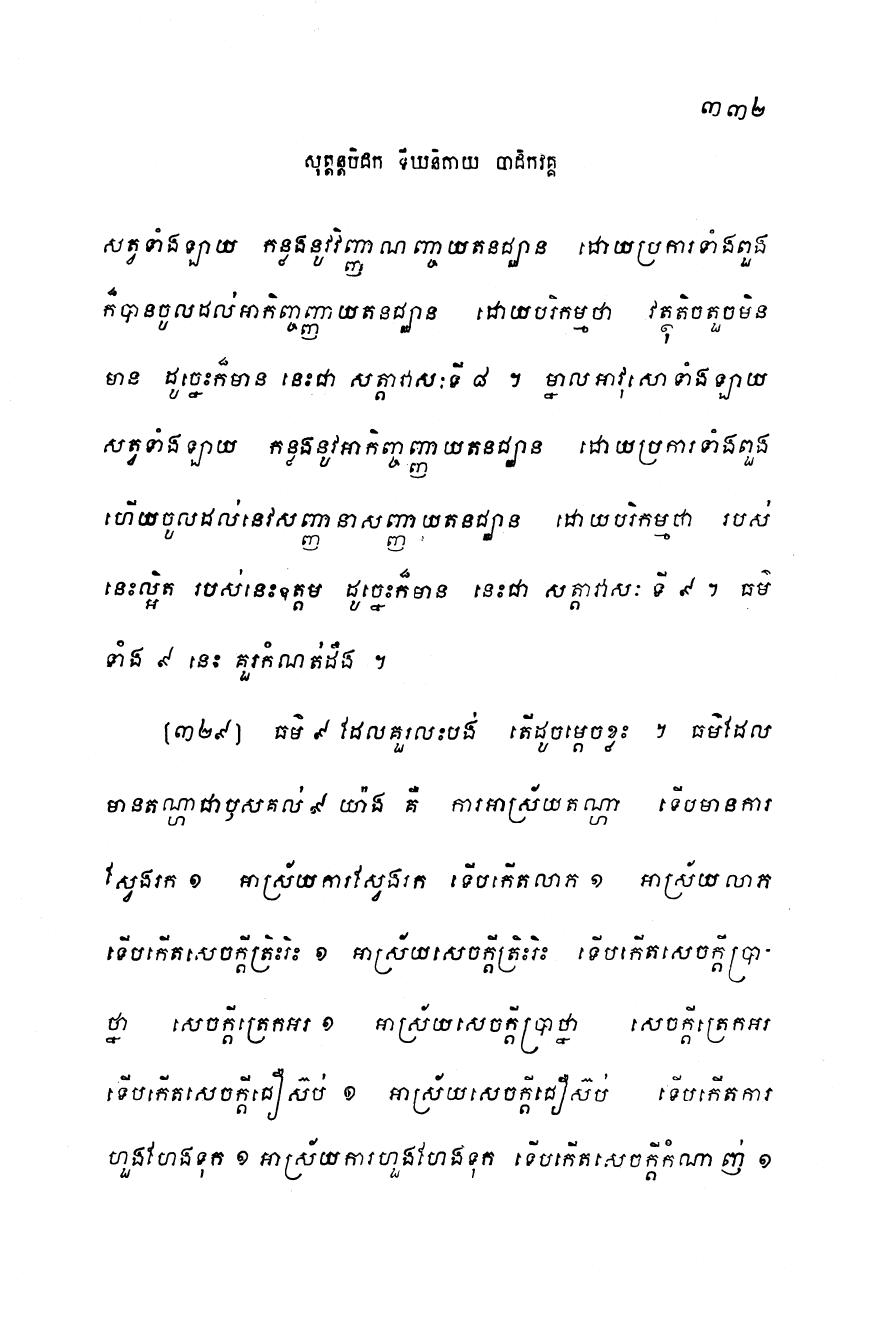 ៣៣២
សុត្តន្តបិដក ទីឃនិកាយ បាដិកវគ្គ
សត្វទាំងឡាយ កន្លងនូវវិញ្ញាណញ្ចាយតនដ្ឋាន ដោយប្រការទាំងពួង
ក៏បានចូលដល់អាកិញ្ចញ្ញាយតនដ្ឋាន ដោយបរិកម្មថា វត្ថុតិចតួចមិន
មាន ដូច្នេះក៏មាន នេះជា សត្តាវាសៈទី ៨ ។ ម្នាលអាវុសោទាំងឡាយ
សត្វទាំងឡាយ កន្លងនូវអាកិញ្ចញ្ញាយតនដ្ឋាន ដោយប្រការទាំងពួង
ហើយចូលដល់នេវសញ្ញានាសញ្ញាយតនដ្ឋាន ដោយបរិកម្មថា របស់
នេះល្អិត របស់នេះឧត្តម ដូច្នេះក៏មាន នេះជា សត្តាវាសៈ ទី ៩ ។ ធម៌
ទាំង ៩ នេះ គួរកំណត់ដឹង ។
(៣២៩) ធម៌ ៩ ដែលគួរលះបង់ តើដូចម្តេចខ្លះ ។ ធម៌ដែល
មានតណ្ហាជាឫសគល់ ៩ យ៉ាង គឺ ការអាស្រ័យតណ្ហា ទើបមានការ
ស្វែងរក ១ អាស្រ័យការស្វែងរក ទើបកើតលាភ ១ អាស្រ័យលាភ
ទើបកើតសេចក្តីត្រិះរិះ ១ អាស្រ័យសេចក្តីត្រិះរិះ ទើបកើតសេចក្តីប្រា-
ថ្នា សេចក្តីត្រេកអរ ១ អាស្រ័យសេចក្តីប្រាថ្នា សេចក្តីត្រេកអរ
ទើបកើតសេចក្តីជឿស៊ប់ ១ អាស្រ័យសេចក្តីជឿស៊ប់ ទើបកើតការ
ហួងហែងទុក ១ អាស្រ័យការហួងហែងទុក ទើបកើតសេចក្តីកំណាញ់ ១